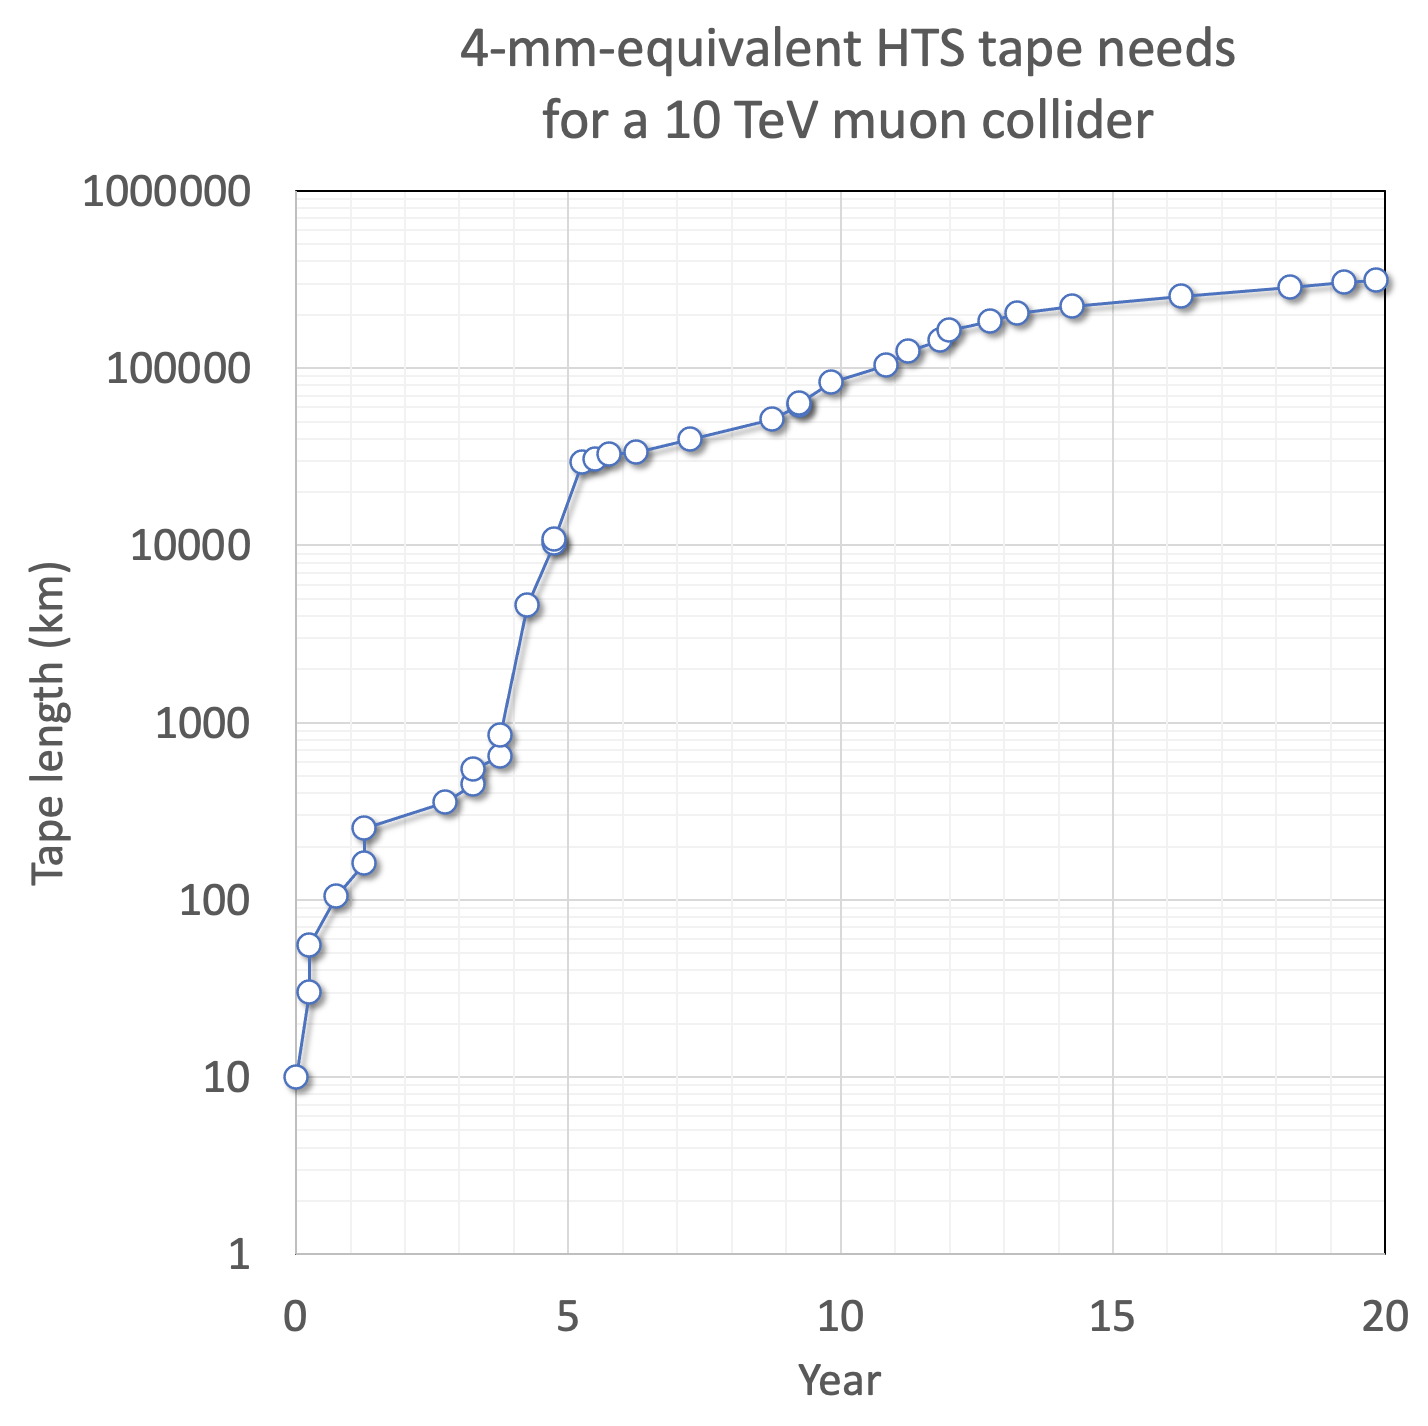 4-mm-equivalent HTS tape needs
for a 10 TeV muon collider
1000000
100000
10000
1000
100
10
1
Tape length (km)
0 5 10 15 20
Year